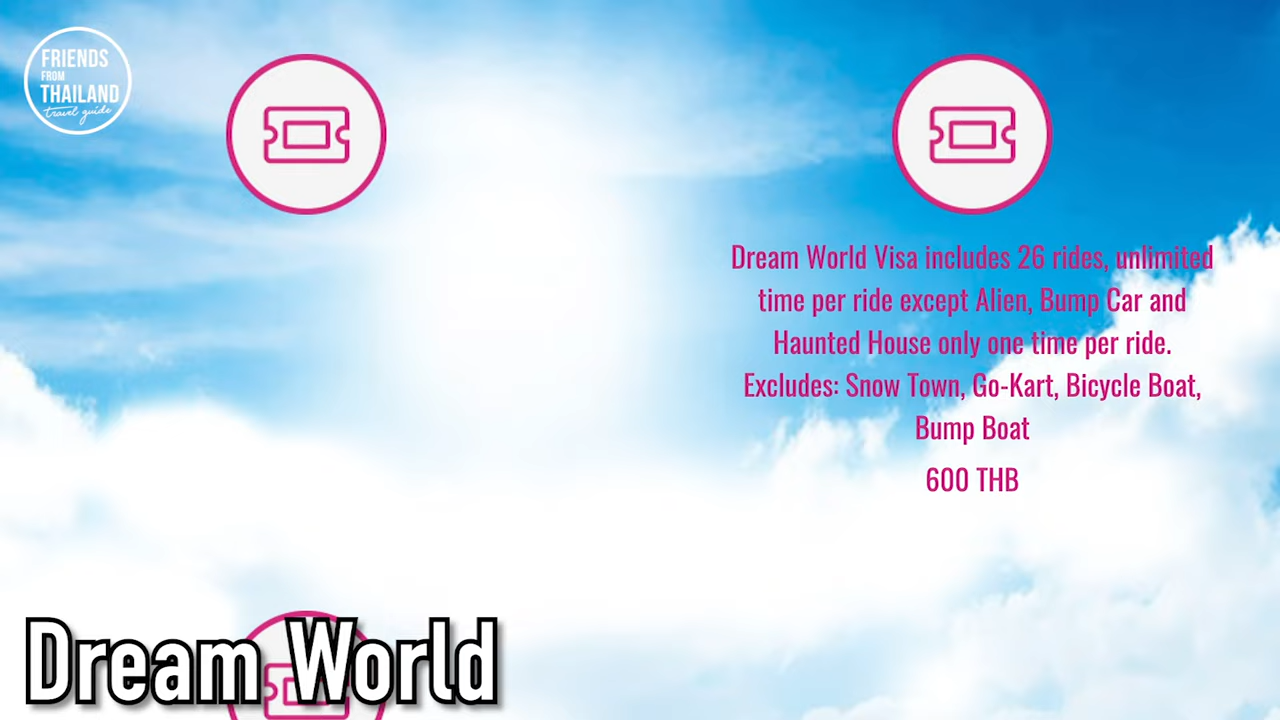 FRIENDS
FROM
THAILAND
travel guide
Dream World Visa includes 26 rides, unlimited
time per ride except Alien, Bump Car and
Haunted House only one time per ride.
Excludes: Snow Town, Go-Kart, Bicycle Boat,
Bump Boat
600 THB
Dream World